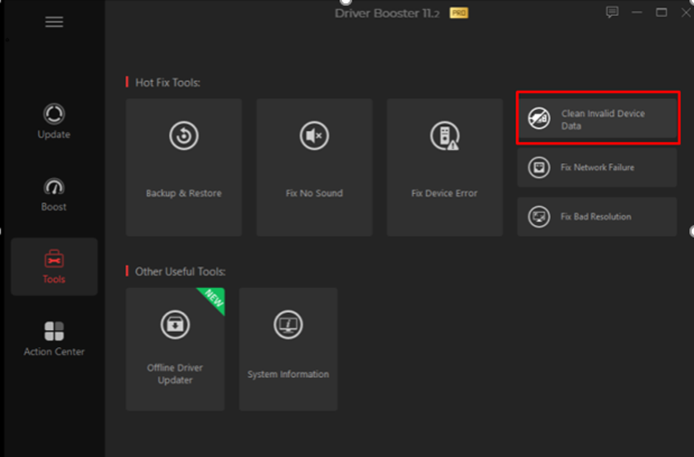 Driver Booster 11.2 PRO
Hot Fix Tools:
Update
Boost
Tools
Action Center
Backup & Restore
Fix No Sound
Fix Device Error
Clean Invalid Device
Data
Fix Network Failure
Fix Bad Resolution
Other Useful Tools:
NEW
Offline Driver
Updater
System Information